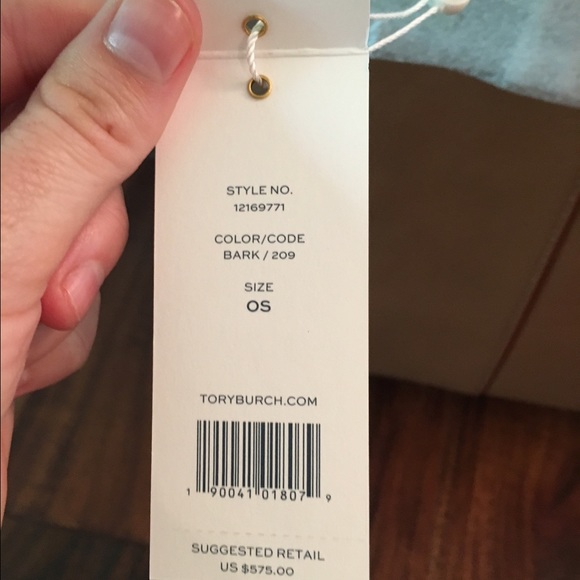 STYLE NO.
12169771
COLOR/CODE
BARK / 209
SIZE
OS
TORYBURCH.COM
1 90041 01807 9
SUGGESTED RETAIL
US $575.00